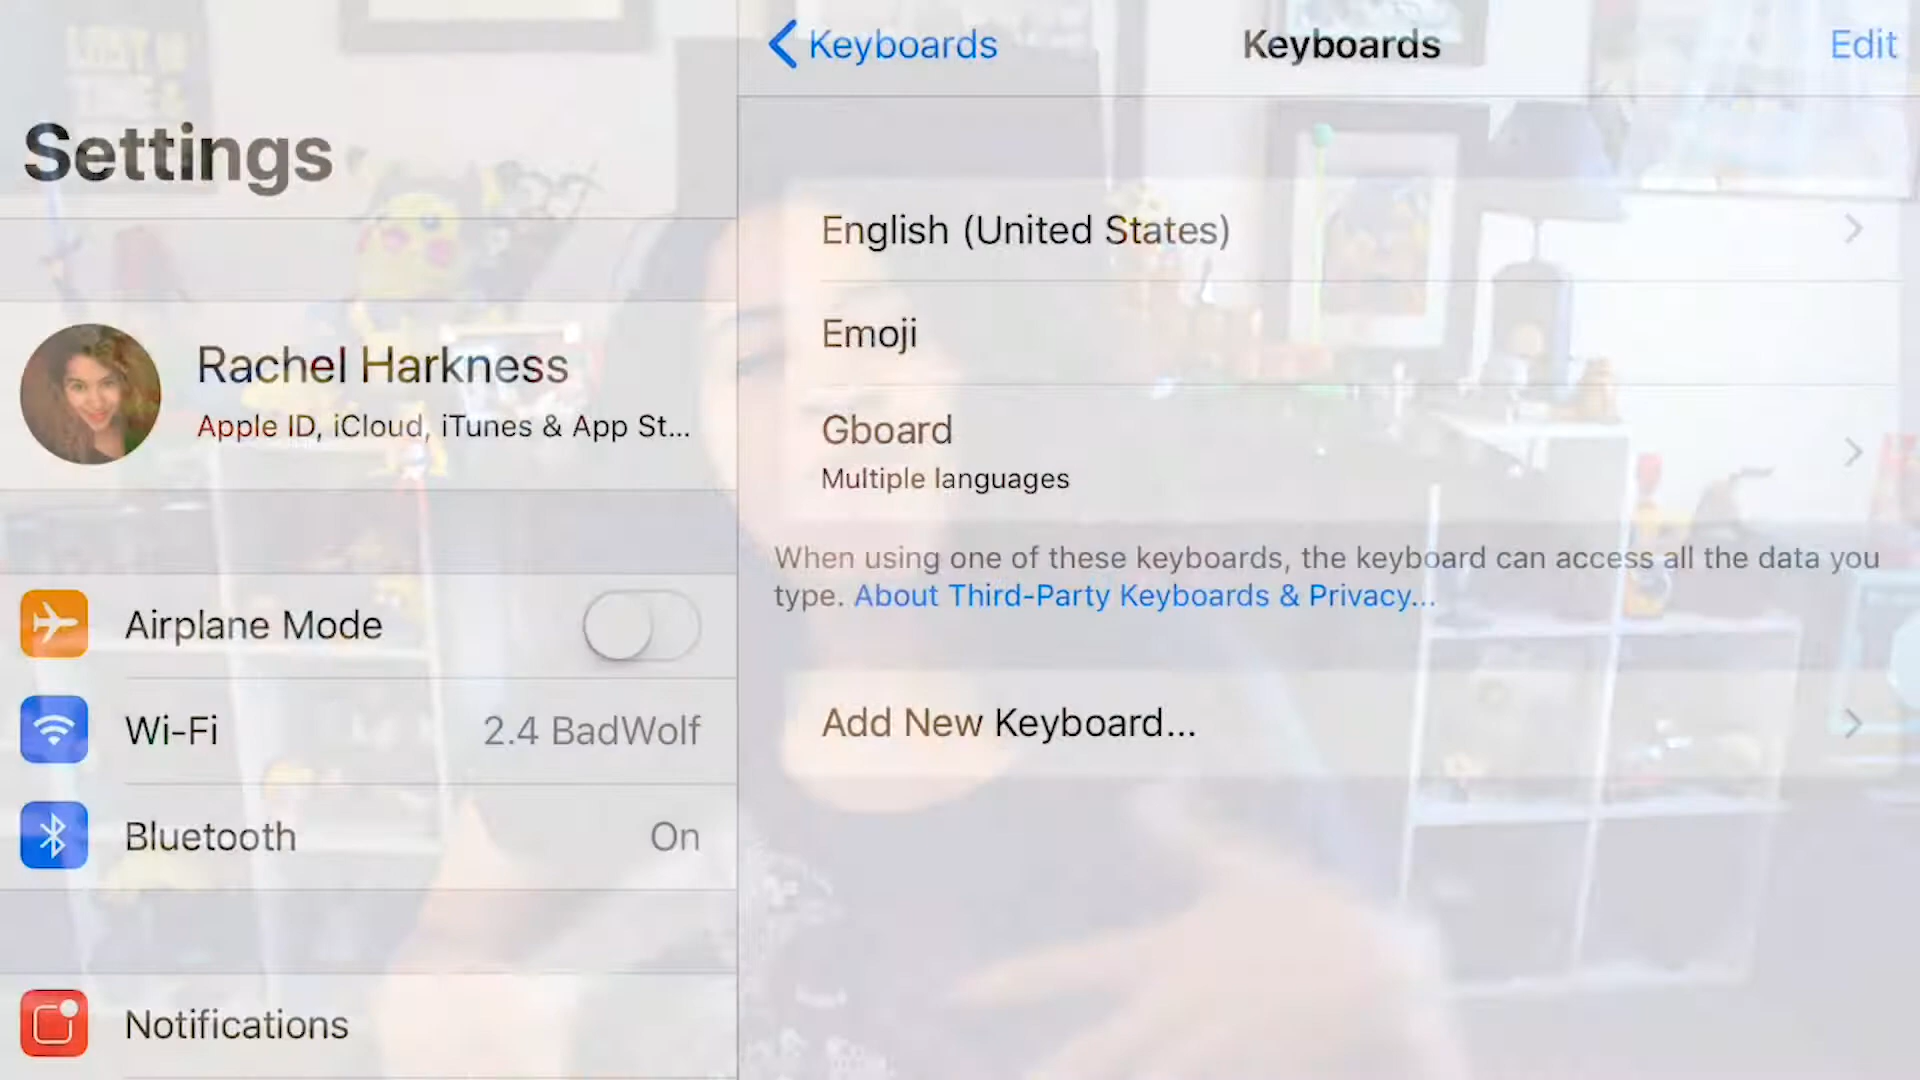 Settings
Rachel Harkness
Apple ID, iCloud, iTunes & App St...
Airplane Mode
Wi-Fi
2.4 BadWolf
Bluetooth
On
Notifications
Keyboards
Keyboards
Edit
English (United States)
Emoji
Gboard
Multiple languages
When using one of these keyboards, the keyboard can access all the data you
type. About Third-Party Keyboards & Privacy...
Add New Keyboard...